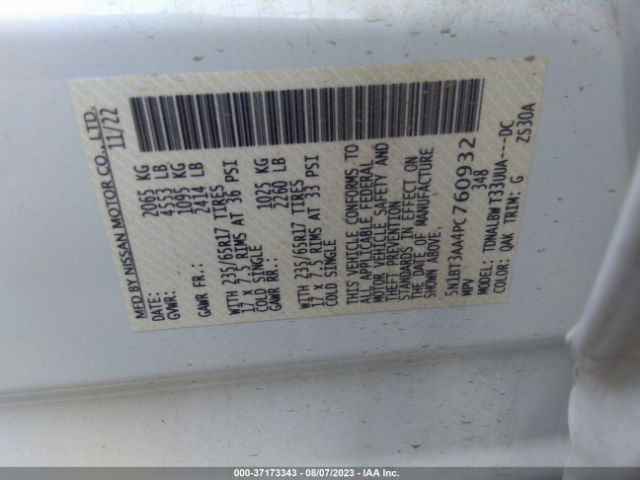 MFD BY NISSAN MOTOR CO., LTD.
DATE: 11/22
GVWR: 2065 KG
4553 LB
GAWR FR.: 1095 KG
2414 LB
WITH 235/65R17 TIRES
17 X 7.5 RIMS AT 36 PSI
COLD SINGLE
GAWR RR.: 1025 KG
2260 LB
WITH 235/65R17 TIRES
17 X 7.5 RIMS AT 33 PSI
COLD SINGLE
THIS VEHICLE CONFORMS TO
ALL APPLICABLE FEDERAL
MOTOR VEHICLE SAFETY AND
THEFT PREVENTION
STANDARDS IN EFFECT ON
THE DATE OF MANUFACTURE
SHOWN ABOVE.
5N1BT3AA4PC760932
MPV 348
MODEL: TDNALBW T33UUA---DC
COLOR: QAK TRIM: G ZS30A
000-37173343 - 08/07/2023 - IAA Inc.